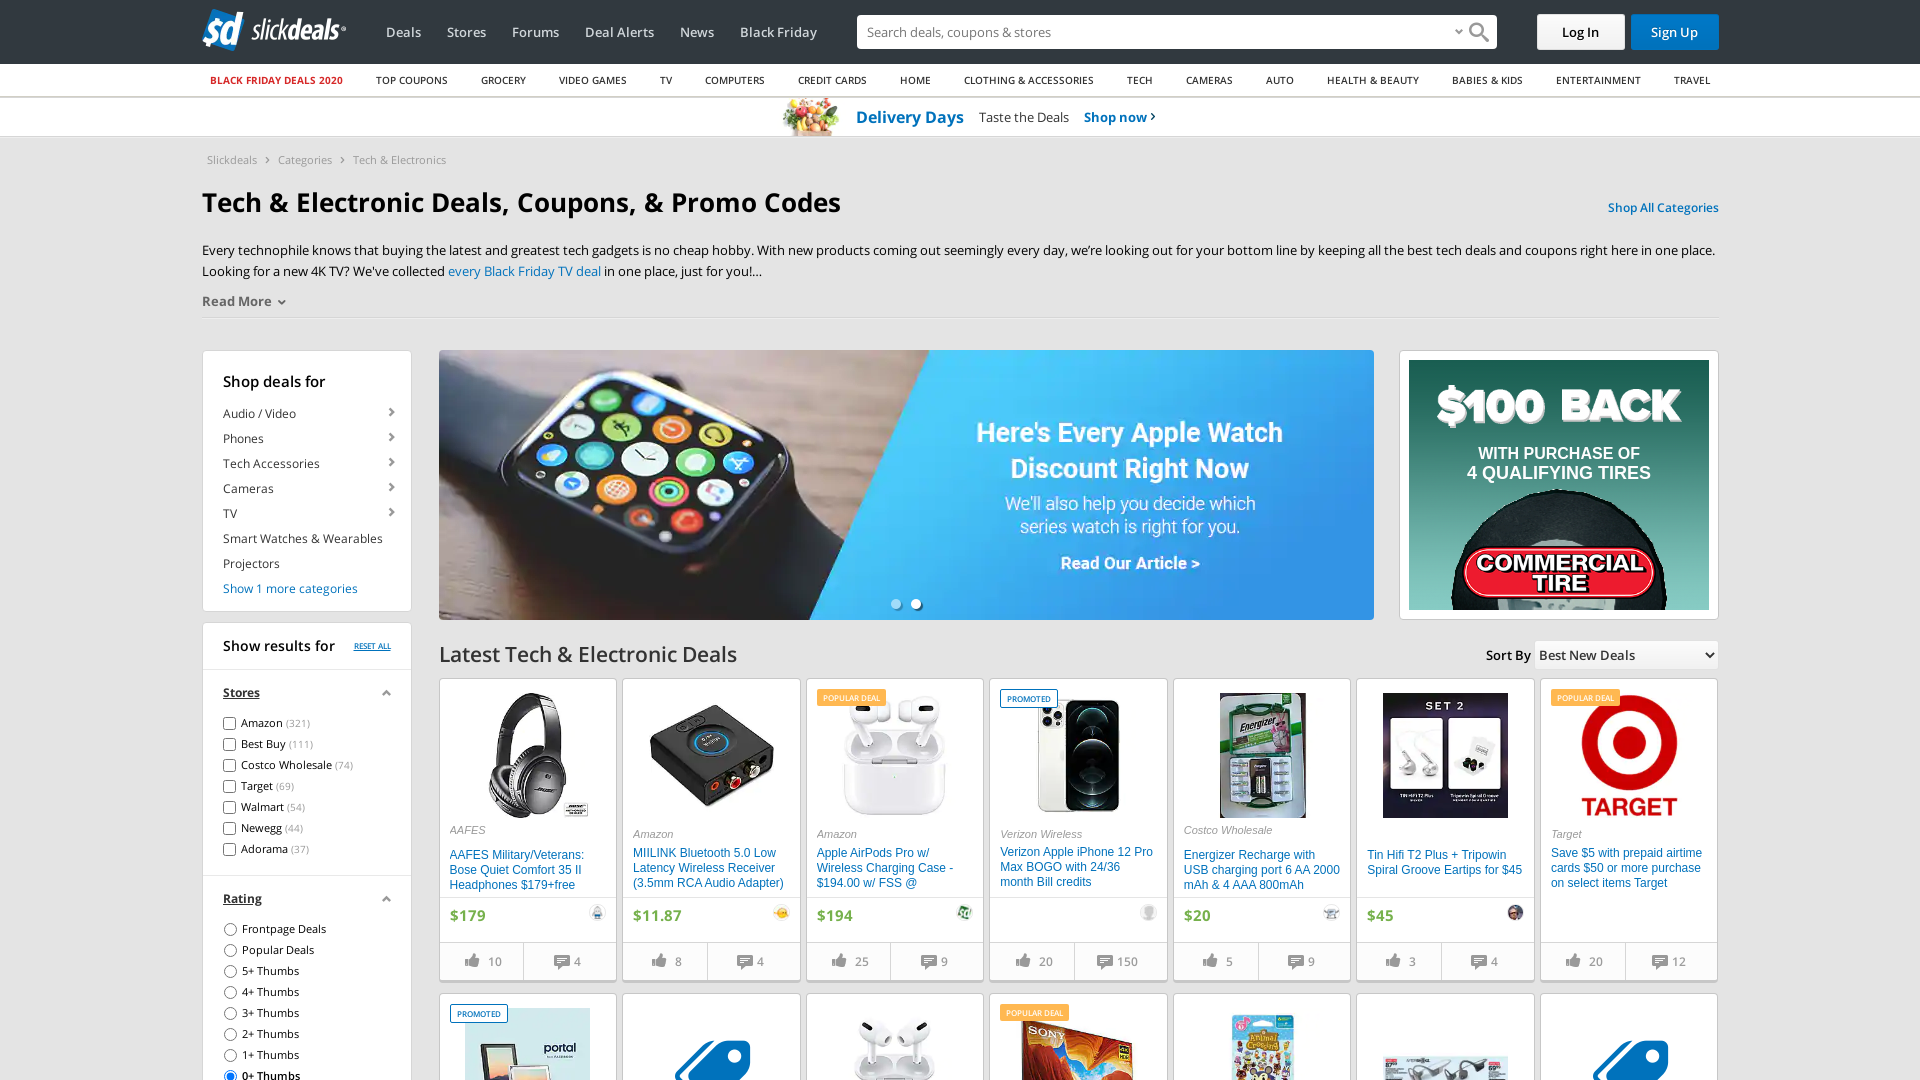 slickdeals
Deals
Stores
Forums
Deal Alerts
News
Black Friday
Search deals, coupons & stores
Log In
Sign Up
BLACK FRIDAY DEALS 2020
TOP COUPONS
GROCERY
VIDEO GAMES
TV
COMPUTERS
CREDIT CARDS
HOME
CLOTHING & ACCESSORIES
TECH
CAMERAS
AUTO
HEALTH & BEAUTY
BABIES & KIDS
ENTERTAINMENT
TRAVEL
Delivery Days
Taste the Deals
Shop now
Slickdeals > Categories > Tech & Electronics
Tech & Electronic Deals, Coupons, & Promo Codes
Shop All Categories
Every technophile knows that buying the latest and greatest tech gadgets is no cheap hobby. With new products coming out seemingly every day, we’re looking out for your bottom line by keeping all the best tech deals and coupons right here in one place.
Looking for a new 4K TV? We've collected every Black Friday TV deal in one place, just for you!…
Read More
Shop deals for
Audio / Video
Phones
Tech Accessories
Cameras
TV
Smart Watches & Wearables
Projectors
Show 1 more categories
Here's Every Apple Watch
Discount Right Now
We'll also help you decide which
series watch is right for you.
Read Our Article >
$100 BACK
WITH PURCHASE OF
4 QUALIFYING TIRES
COMMERCIAL
TIRE
Show results for
RESET ALL
Stores
Amazon (321)
Best Buy (111)
Costco Wholesale (74)
Target (69)
Walmart (54)
Newegg (44)
Adorama (37)
Rating
Frontpage Deals
Popular Deals
5+ Thumbs
4+ Thumbs
3+ Thumbs
2+ Thumbs
1+ Thumbs
0+ Thumbs
Latest Tech & Electronic Deals
Sort By
Best New Deals
AAFES
AAFES Military/Veterans:
Bose Quiet Comfort 35 II
Headphones $179+free
$179
10
4
Amazon
MIILINK Bluetooth 5.0 Low
Latency Wireless Receiver
(3.5mm RCA Audio Adapter)
$11.87
8
4
POPULAR DEAL
Amazon
Apple AirPods Pro w/
Wireless Charging Case -
$194.00 w/ FSS @
$194
25
9
PROMOTED
Verizon Wireless
Verizon Apple iPhone 12 Pro
Max BOGO with 24/36
month Bill credits
20
150
Energizer
Costco Wholesale
Energizer Recharge with
USB charging port 6 AA 2000
mAh & 4 AAA 800mAh
$20
5
9
SET 2
TIN HiFi T2 Plus
Tin Hifi T2 Plus + Tripowin
Spiral Groove Eartips for $45
$45
3
4
POPULAR DEAL
TARGET
Target
Save $5 with prepaid airtime
cards $50 or more purchase
on select items Target
20
12
PROMOTED
portal
POPULAR DEAL
SONY
4K
HDR
Animal
Crossing